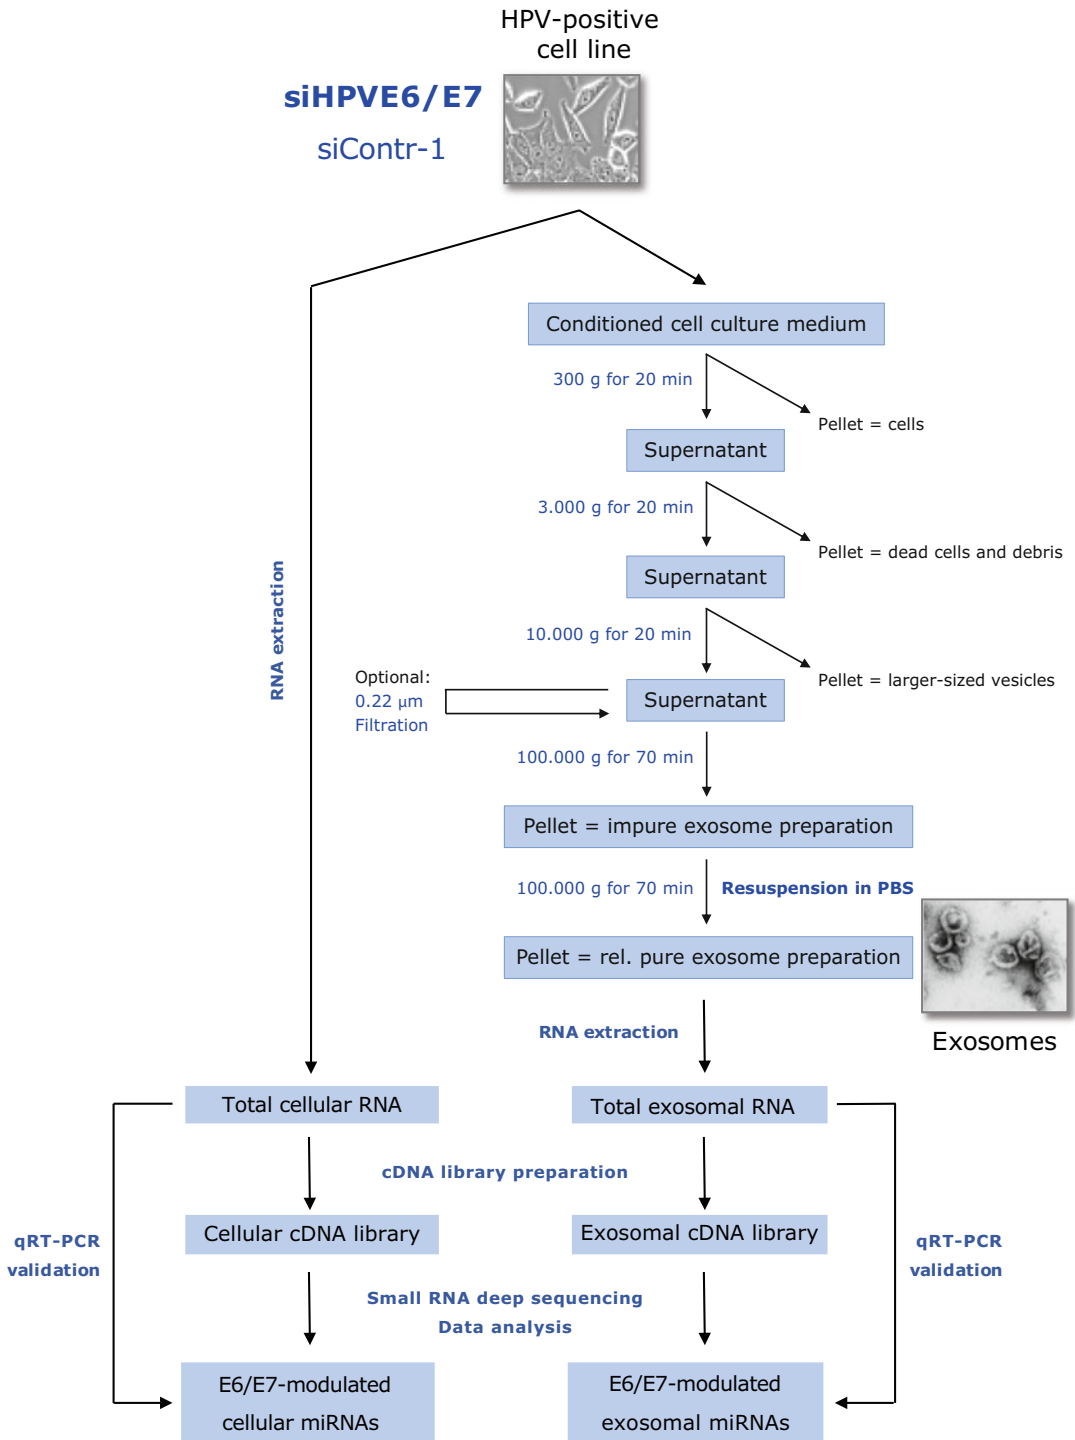 HPV-positive
cell line
siHPVE6/E7
siContr-1
Conditioned cell culture medium
300 g for 20 min
Pellet = cells
Supernatant
3.000 g for 20 min
Pellet = dead cells and debris
Supernatant
RNA extraction
10.000 g for 20 min
Pellet = larger-sized vesicles
Optional:
0.22 µm
Filtration
Supernatant
100.000 g for 70 min
Pellet = impure exosome preparation
100.000 g for 70 min
Resuspension in PBS
Pellet = rel. pure exosome preparation
Exosomes
RNA extraction
Total cellular RNA
Total exosomal RNA
cDNA library preparation
Cellular cDNA library
Exosomal cDNA library
qRT-PCR
validation
qRT-PCR
validation
Small RNA deep sequencing
Data analysis
E6/E7-modulated
cellular miRNAs
E6/E7-modulated
exosomal miRNAs